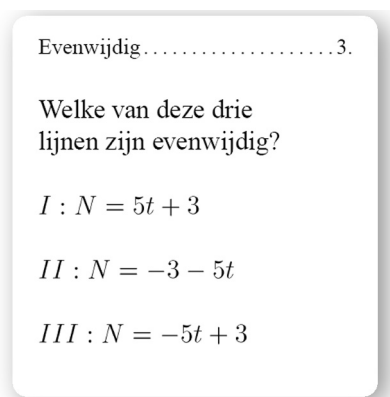 Evenwijdig.....................3.
Welke van deze drie
lijnen zijn evenwijdig?
I : N = 5t + 3
II : N = −3 − 5t
III : N = −5t + 3